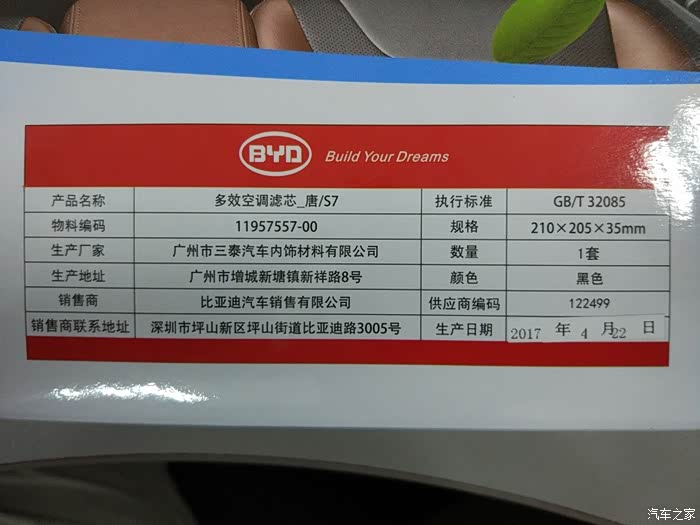 BYD Build Your Dreams
产品名称 多效空调滤芯_唐/S7 执行标准 GB/T 32085
物料编码 11957557-00 规格 210×205×35mm
生产厂家 广州市三泰汽车内饰材料有限公司 数量 1套
生产地址 广州市增城新塘镇新祥路8号 颜色 黑色
销售商 比亚迪汽车销售有限公司 供应商编码 122499
销售商联系地址 深圳市坪山新区坪山街道比亚迪路3005号 生产日期 2017 年 4 月22 日
汽车之家